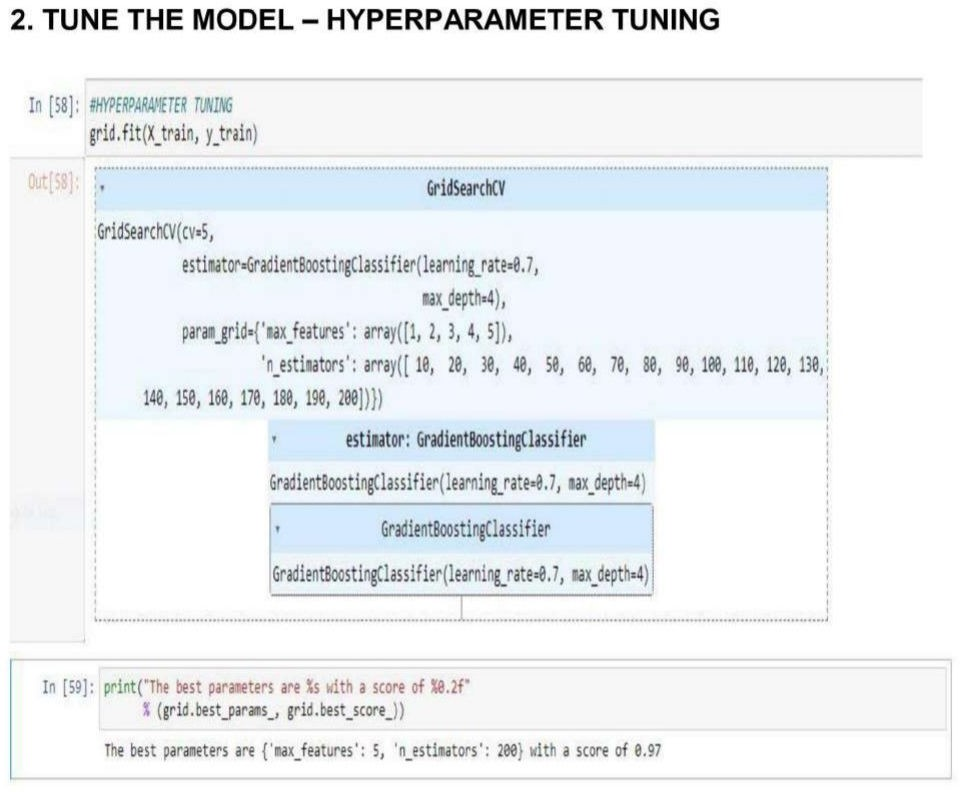 2. TUNE THE MODEL – HYPERPARAMETER TUNING
In [58]: #HYPERPARAMETER TUNING
grid.fit(X_train, y_train)
Out[58]:
GridSearchCV
GridSearchCV(cv=5,
estimator=GradientBoostingClassifier(learning_rate=0.7,
max_depth=4),
param_grid={'max_features': array([1, 2, 3, 4, 5]),
'n_estimators': array([ 10, 20, 30, 40, 50, 60, 70, 80, 90, 100, 110, 120, 130,
140, 150, 160, 170, 180, 190, 200])})
estimator: GradientBoostingClassifier
GradientBoostingClassifier(learning_rate=0.7, max_depth=4)
GradientBoostingClassifier
GradientBoostingClassifier(learning_rate=0.7, max_depth=4)
In [59]: print("The best parameters are %s with a score of %0.2f"
% (grid.best_params_, grid.best_score_))
The best parameters are {'max_features': 5, 'n_estimators': 200} with a score of 0.97